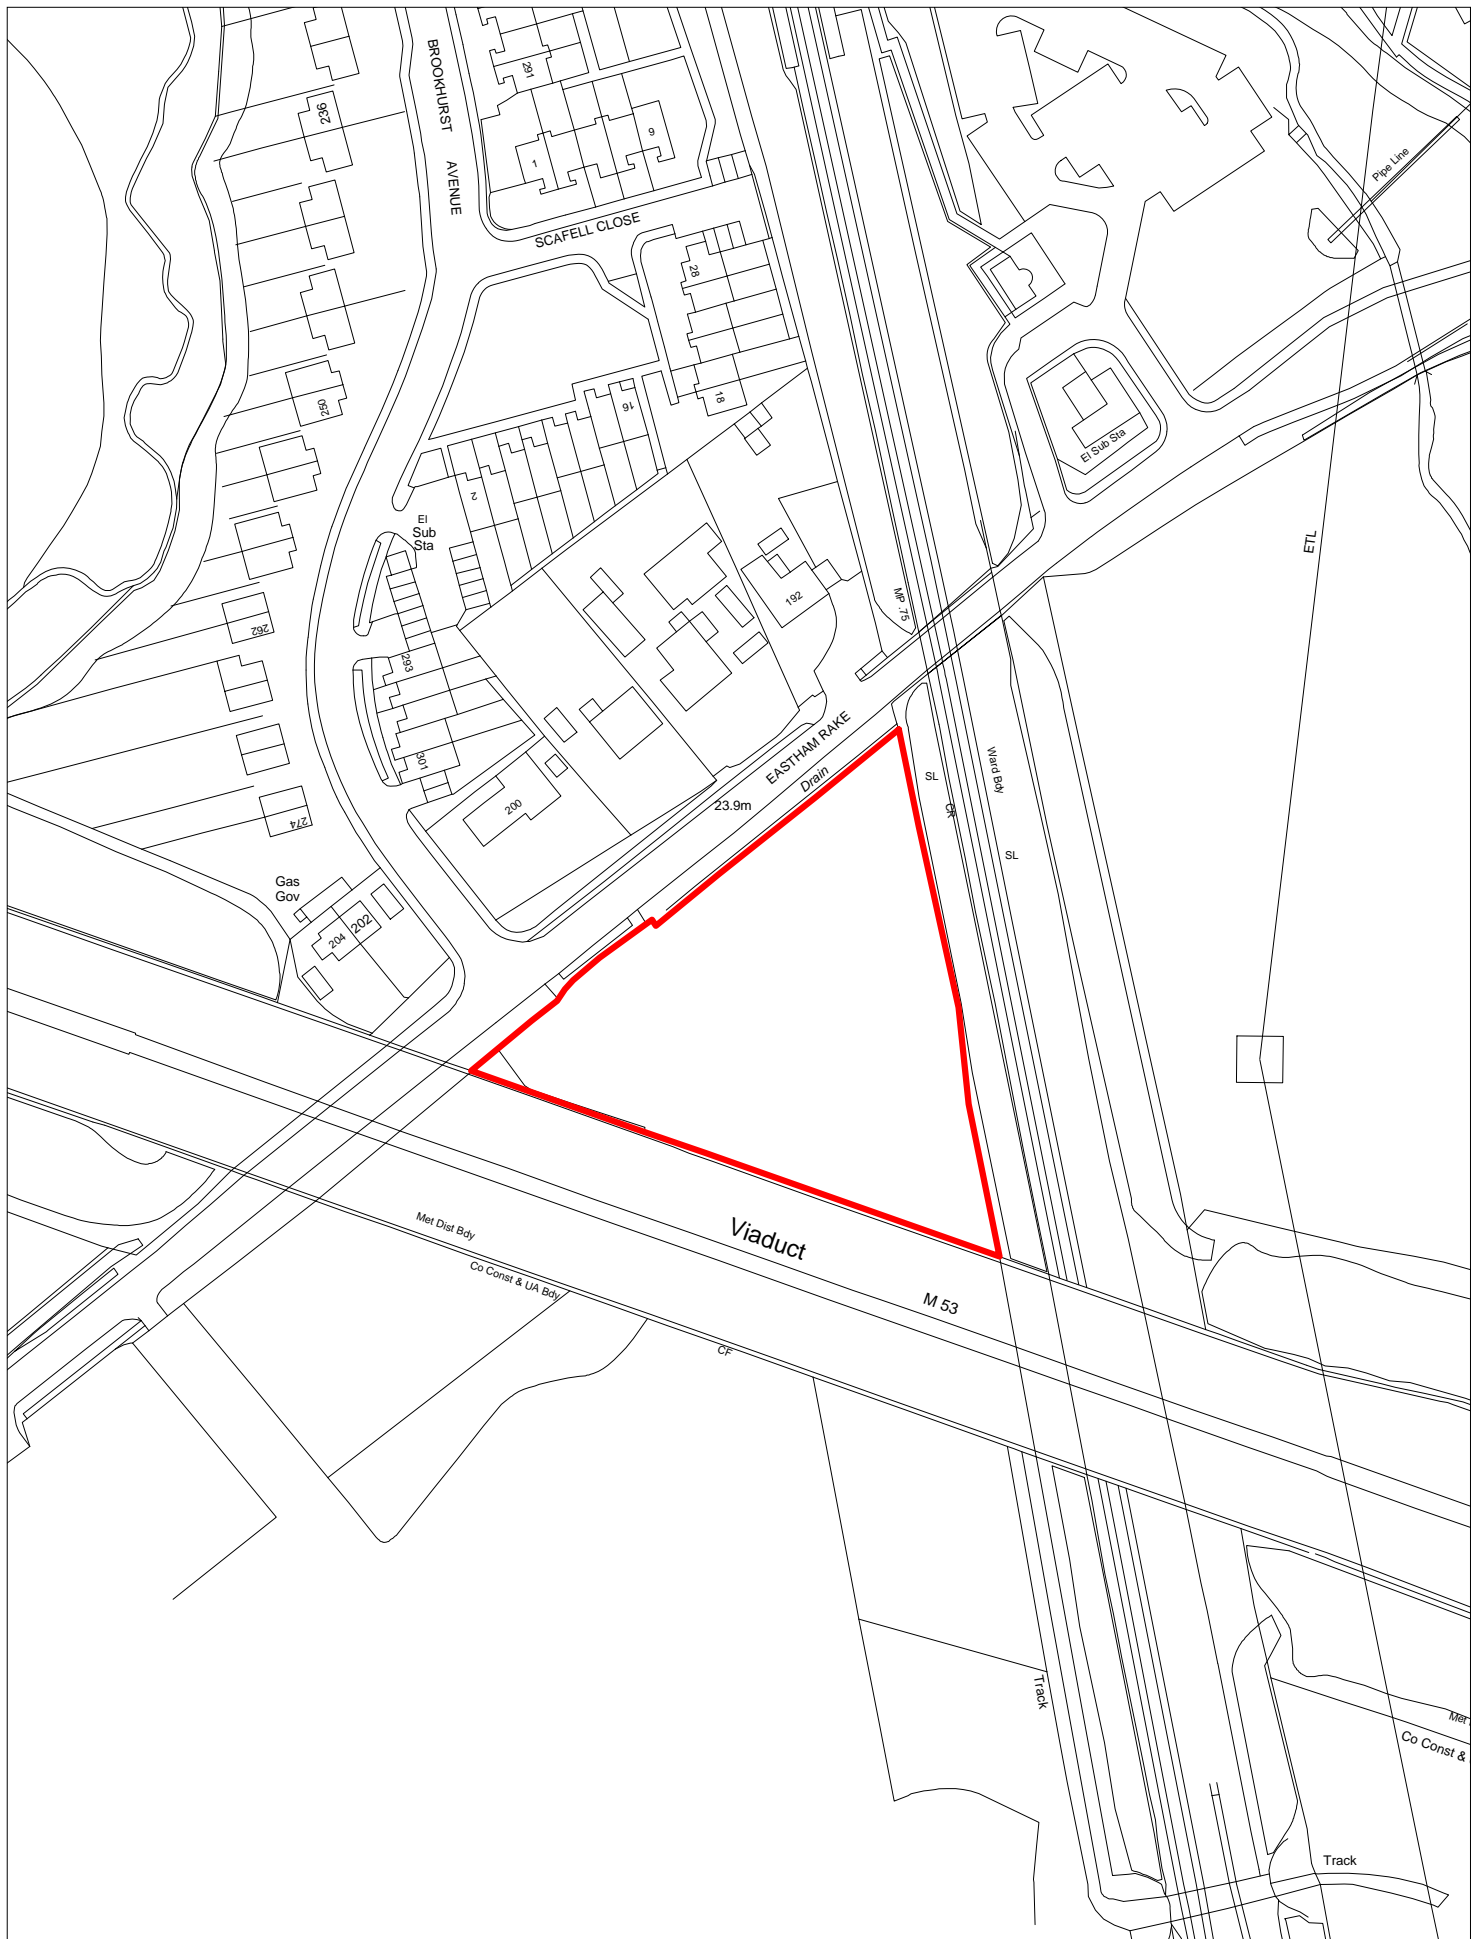 BROOKHURST AVENUE
291
236
9
1
Pipe Line
SCAFELL CLOSE
28
18
16
250
El Sub Sta
2
El
Sub
Sta
ETL
192
MP .75
262
293
301
EASTHAM RAKE
Drain
Ward Bdy
SL
CR
SL
23.9m
200
274
Gas
Gov
202
204
Met Dist Bdy
Co Const & UA Bdy
Viaduct
M 53
CF
Track
Met
Co Const &
Track